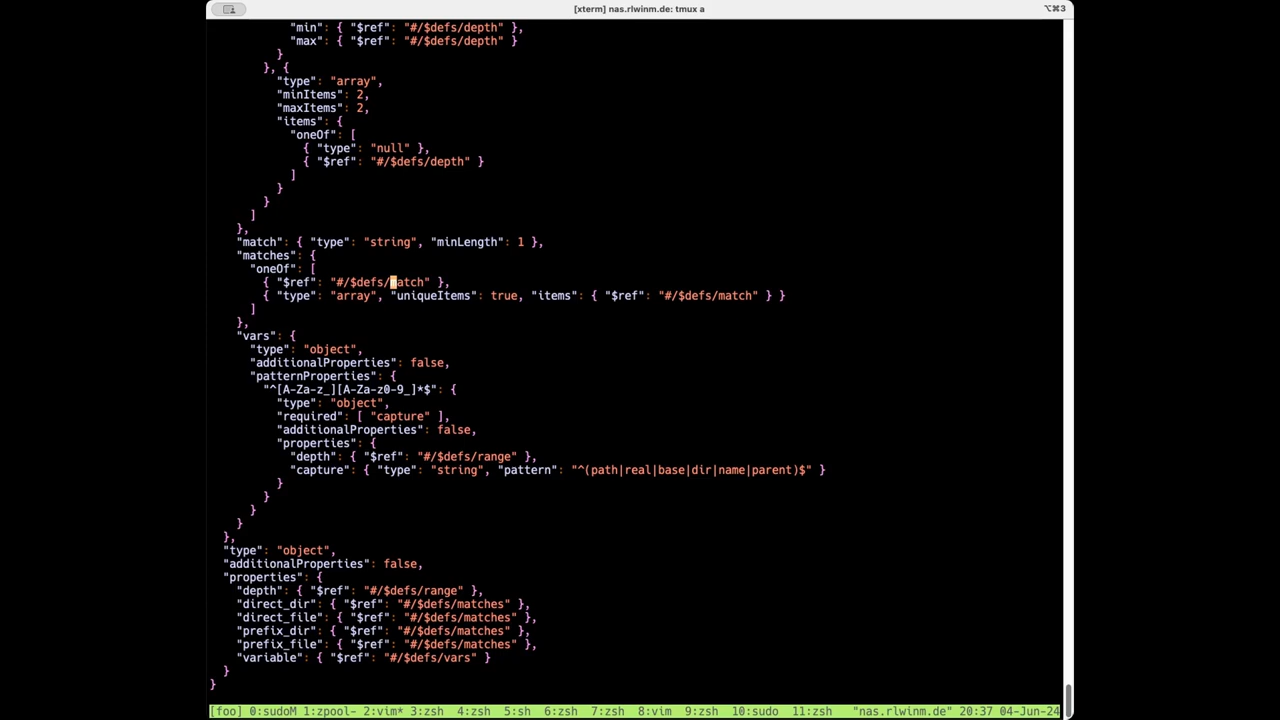 [xterm] nas.rlwinm.de: tmux a
⌥⌘3
"min": { "$ref": "#/$defs/depth" },
"max": { "$ref": "#/$defs/depth" }
}
}, {
"type": "array",
"minItems": 2,
"maxItems": 2,
"items": {
"oneOf": [
{ "type": "null" },
{ "$ref": "#/$defs/depth" }
]
}
}
]
},
"match": { "type": "string", "minLength": 1 },
"matches": {
"oneOf": [
{ "$ref": "#/$defs/match" },
{ "type": "array", "uniqueItems": true, "items": { "$ref": "#/$defs/match" } }
]
},
"vars": {
"type": "object",
"additionalProperties": false,
"patternProperties": {
"^[A-Za-z_][A-Za-z0-9_]*$": {
"type": "object",
"required": [ "capture" ],
"additionalProperties": false,
"properties": {
"depth": { "$ref": "#/$defs/range" },
"capture": { "type": "string", "pattern": "^(path|real|base|dir|name|parent)$" }
}
}
}
}
},
"type": "object",
"additionalProperties": false,
"properties": {
"depth": { "$ref": "#/$defs/range" },
"direct_dir": { "$ref": "#/$defs/matches" },
"direct_file": { "$ref": "#/$defs/matches" },
"prefix_dir": { "$ref": "#/$defs/matches" },
"prefix_file": { "$ref": "#/$defs/matches" },
"variable": { "$ref": "#/$defs/vars" }
}
}
[foo] 0:sudoM 1:zpool- 2:vim* 3:zsh 4:zsh 5:sh 6:zsh 7:zsh 8:vim 9:zsh 10:sudo 11:zsh "nas.rlwinm.de" 20:37 04-Jun-24